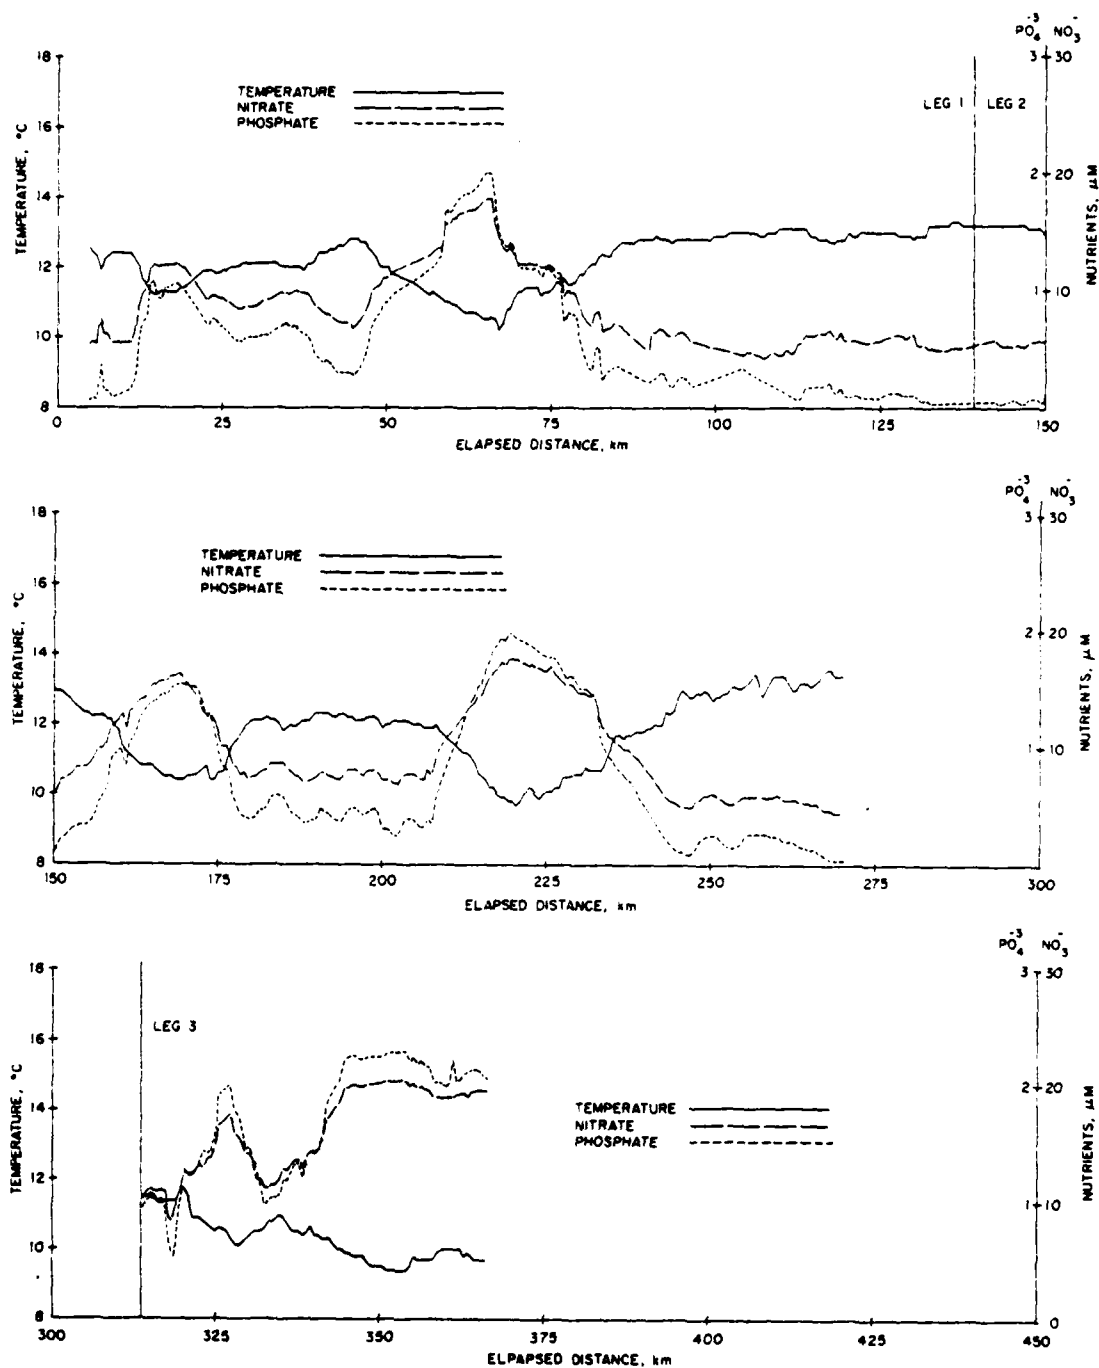 PO4-3 NO3-
18 3 30
TEMPERATURE
NITRATE
PHOSPHATE
LEG 1 LEG 2
16
2 20
14
TEMPERATURE, °C
NUTRIENTS, µM
12
1 10
10
8
0 25 50 75 100 125 150
ELAPSED DISTANCE, km
PO4-3 NO3-
18 3 30
TEMPERATURE
NITRATE
PHOSPHATE
16
2 20
14
TEMPERATURE, °C
NUTRIENTS, µM
12
1 10
10
8
150 175 200 225 250 275 300
ELAPSED DISTANCE, km
PO4-3 NO3-
18 3 30
LEG 3
16
2 20
14
TEMPERATURE
NITRATE
PHOSPHATE
TEMPERATURE, °C
NUTRIENTS, µM
12
1 10
10
8 0
300 325 350 375 400 425 450
ELPAPSED DISTANCE, km